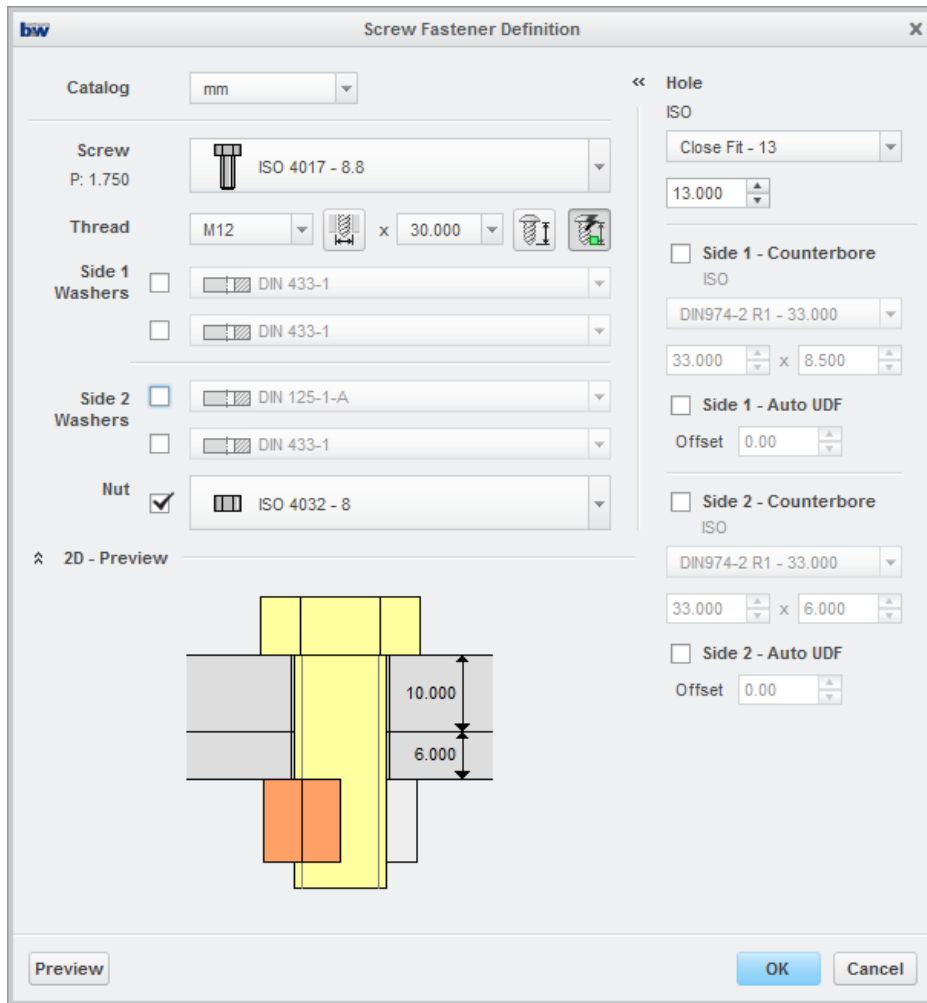 bw
Screw Fastener Definition
Catalog
mm
Screw
P: 1.750
ISO 4017 - 8.8
Thread
M12
x
30.000
Side 1
Washers
DIN 433-1
DIN 433-1
Side 2
Washers
DIN 125-1-A
DIN 433-1
Nut
ISO 4032 - 8
2D - Preview
10.000
6.000
Hole
ISO
Close Fit - 13
13.000
Side 1 - Counterbore
ISO
DIN974-2 R1 - 33.000
33.000 x 8.500
Side 1 - Auto UDF
Offset 0.00
Side 2 - Counterbore
ISO
DIN974-2 R1 - 33.000
33.000 x 6.000
Side 2 - Auto UDF
Offset 0.00
Preview
OK
Cancel